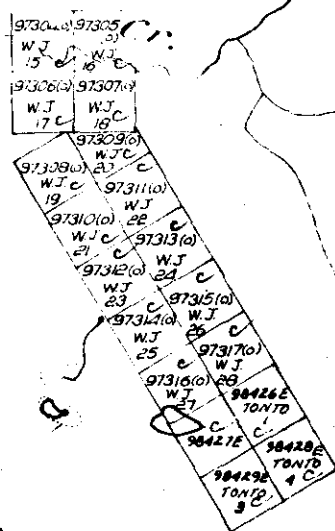 97305
(o)
W.J
15
W.J
16
C
97306(o)
W.J
17 C
97307(o)
W.J
18 C
97309(o)
W.J C
20
97308(o)
W.J. C
19
C
97311(o)
W.J
22
97310(o)
W.J C
21
C
97313(o)
W.J
24
97312(o)
W.J
23
C
97315(o)
W.J.
26
97314(o)
W.J
25
C
97317(o)
W.J
28
C
97316(o)
W.J
27
98426E
TONTO
1
C
C
98427E
98428E
TONTO
4 C
98429E
TONTO
3 C